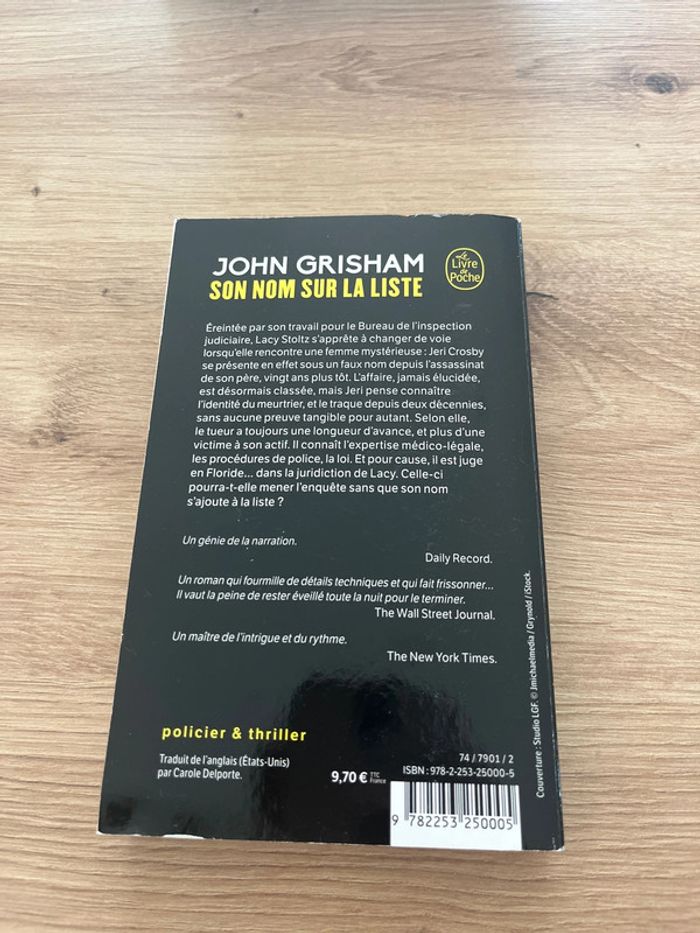 JOHN GRISHAM
SON NOM SUR LA LISTE
Le
Livre
de
Poche
Éreintée par son travail pour le Bureau de l'inspection
judiciaire, Lacy Stoltz s'apprête à changer de voie
lorsqu'elle rencontre une femme mystérieuse : Jeri Crosby
se présente en effet sous un faux nom depuis l'assassinat
de son père, vingt ans plus tôt. L'affaire, jamais élucidée,
est désormais classée, mais Jeri pense connaître
l'identité du meurtrier, et le traque depuis deux décennies,
sans aucune preuve tangible pour autant. Selon elle,
le tueur a toujours une longueur d'avance, et plus d'une
victime à son actif. Il connaît l'expertise médico-légale,
les procédures de police, la loi. Et pour cause, il est juge
en Floride... dans la juridiction de Lacy. Celle-ci
pourra-t-elle mener l'enquête sans que son nom
s'ajoute à la liste ?
Un génie de la narration.
Daily Record.
Un roman qui fourmille de détails techniques et qui fait frissonner...
Il vaut la peine de rester éveillé toute la nuit pour le terminer.
The Wall Street Journal.
Un maître de l'intrigue et du rythme.
The New York Times.
policier & thriller
Traduit de l'anglais (États-Unis)
par Carole Delporte.
9,70 € TTC
France
74 / 7901 / 2
ISBN : 978-2-253-25000-5
9 782253 250005
Couverture : Studio LGF. © Jmichaelmedia / Grynold / iStock.